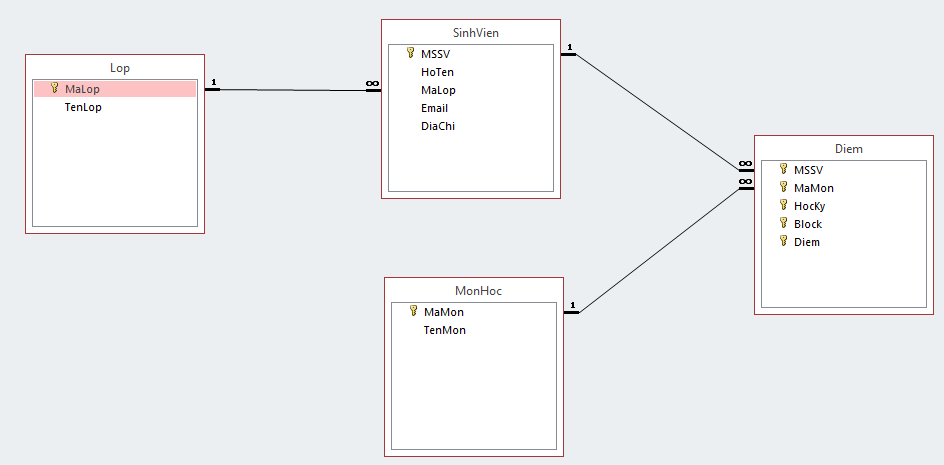 Lop
MaLop
TenLop
1
∞
SinhVien
MSSV
HoTen
MaLop
Email
DiaChi
1
∞
∞
Diem
MSSV
MaMon
HocKy
Block
Diem
MonHoc
MaMon
TenMon
1